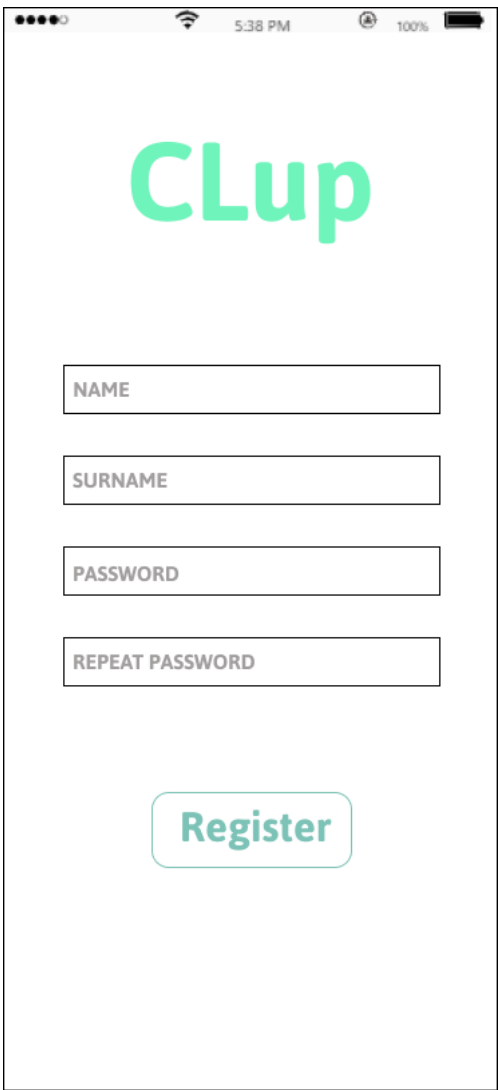 5:38 PM 100%
CLup
NAME
SURNAME
PASSWORD
REPEAT PASSWORD
Register